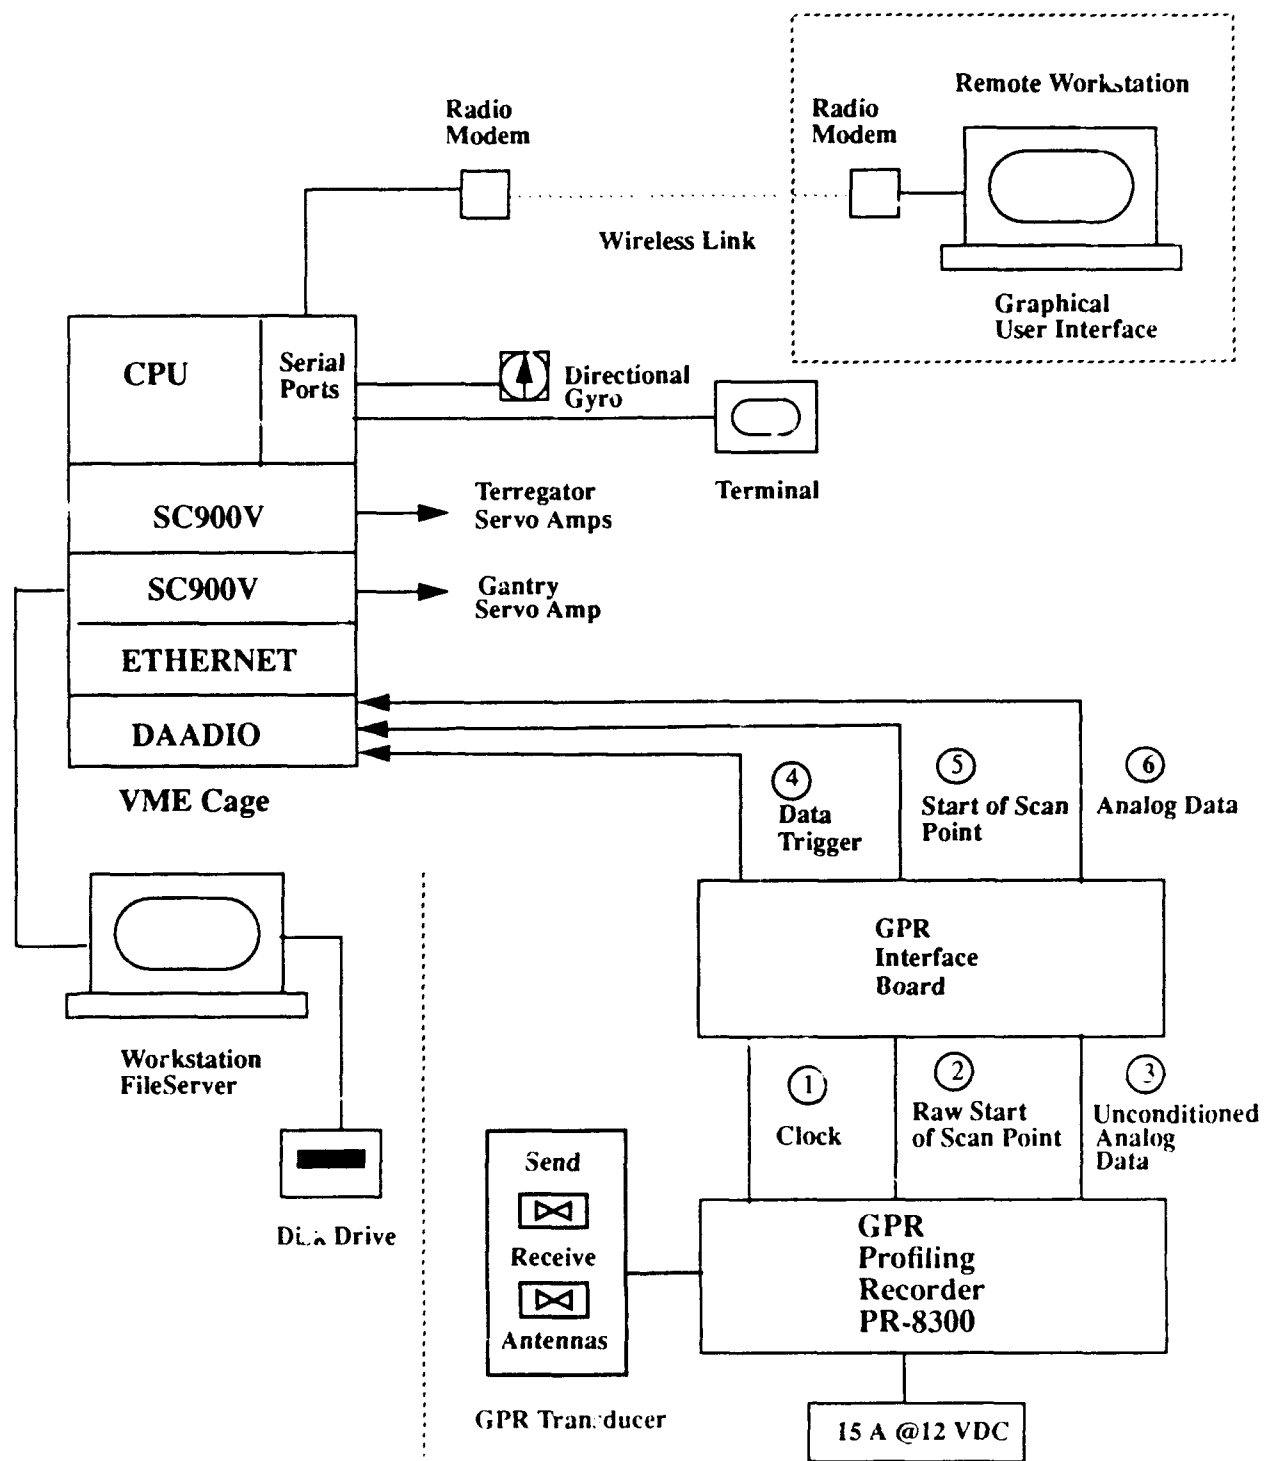 Remote Workstation
Radio
Modem
Radio
Modem
Wireless Link
Graphical
User Interface
CPU
Serial
Ports
Directional
Gyro
Terminal
SC900V
Terregator
Servo Amps
SC900V
Gantry
Servo Amp
ETHERNET
DAADIO
VME Cage
4
Data
Trigger
5
Start of Scan
Point
6
Analog Data
GPR
Interface
Board
Workstation
FileServer
1
Clock
2
Raw Start
of Scan Point
3
Unconditioned
Analog
Data
Drive
Send
Receive
Antennas
GPR Transducer
GPR
Profiling
Recorder
PR-8300
15 A @12 VDC